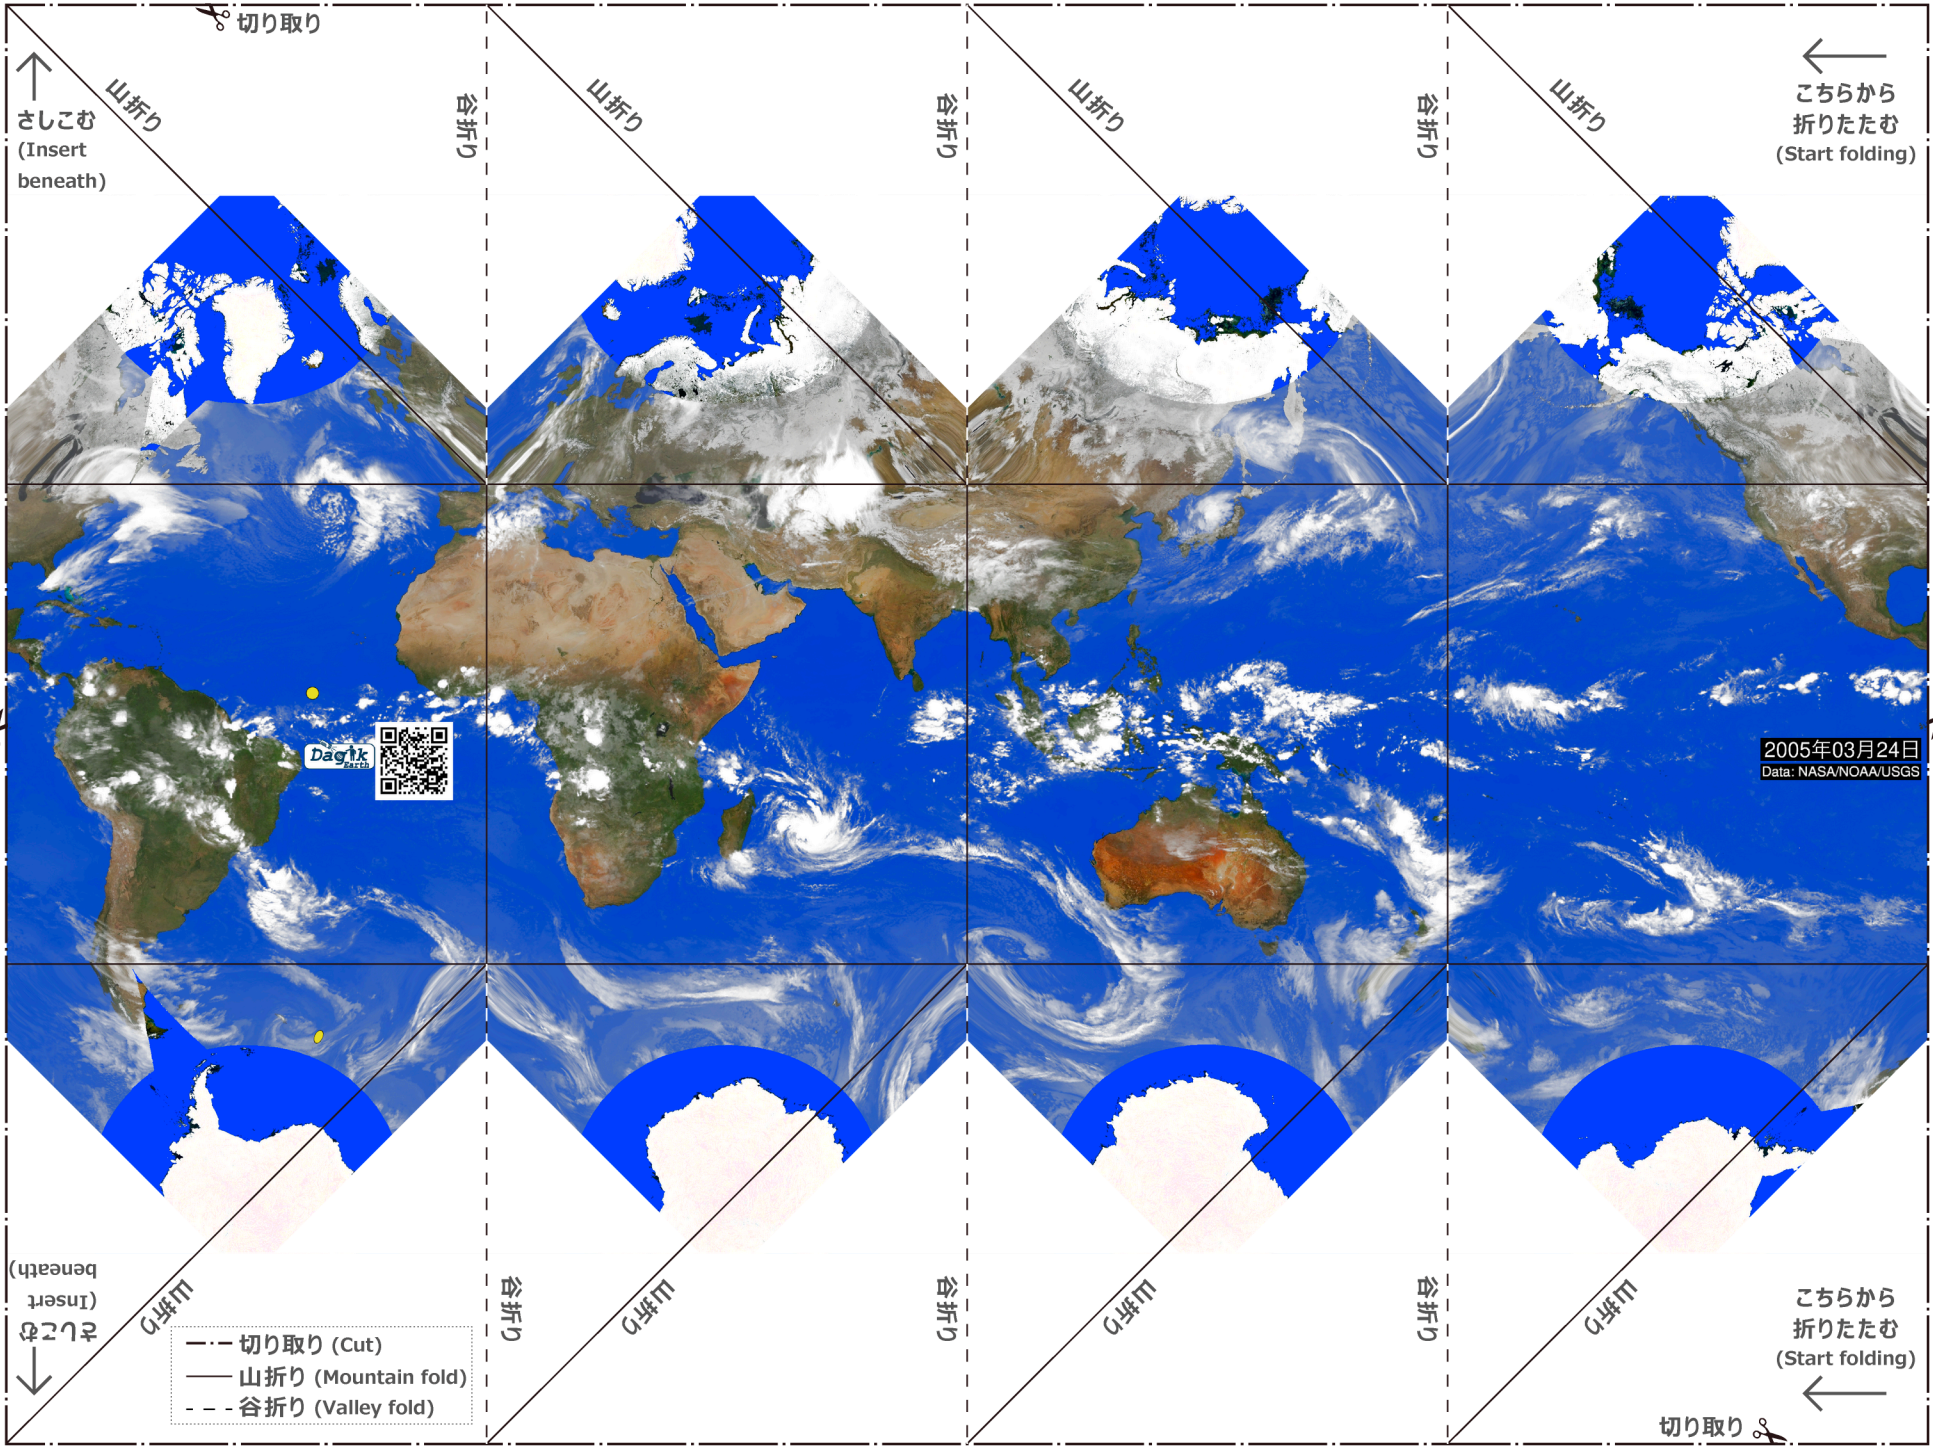 切り取り
さしこむ
(Insert
beneath)
山折り
谷折り
山折り
谷折り
山折り
谷折り
山折り
こちらから
折りたたむ
(Start folding)
Dagik
Earth
2005年03月24日
Data: NASA/NOAA/USGS
さしこむ
(Insert
beneath)
山折り
谷折り
山折り
谷折り
山折り
谷折り
山折り
こちらから
折りたたむ
(Start folding)
切り取り (Cut)
山折り (Mountain fold)
谷折り (Valley fold)
切り取り